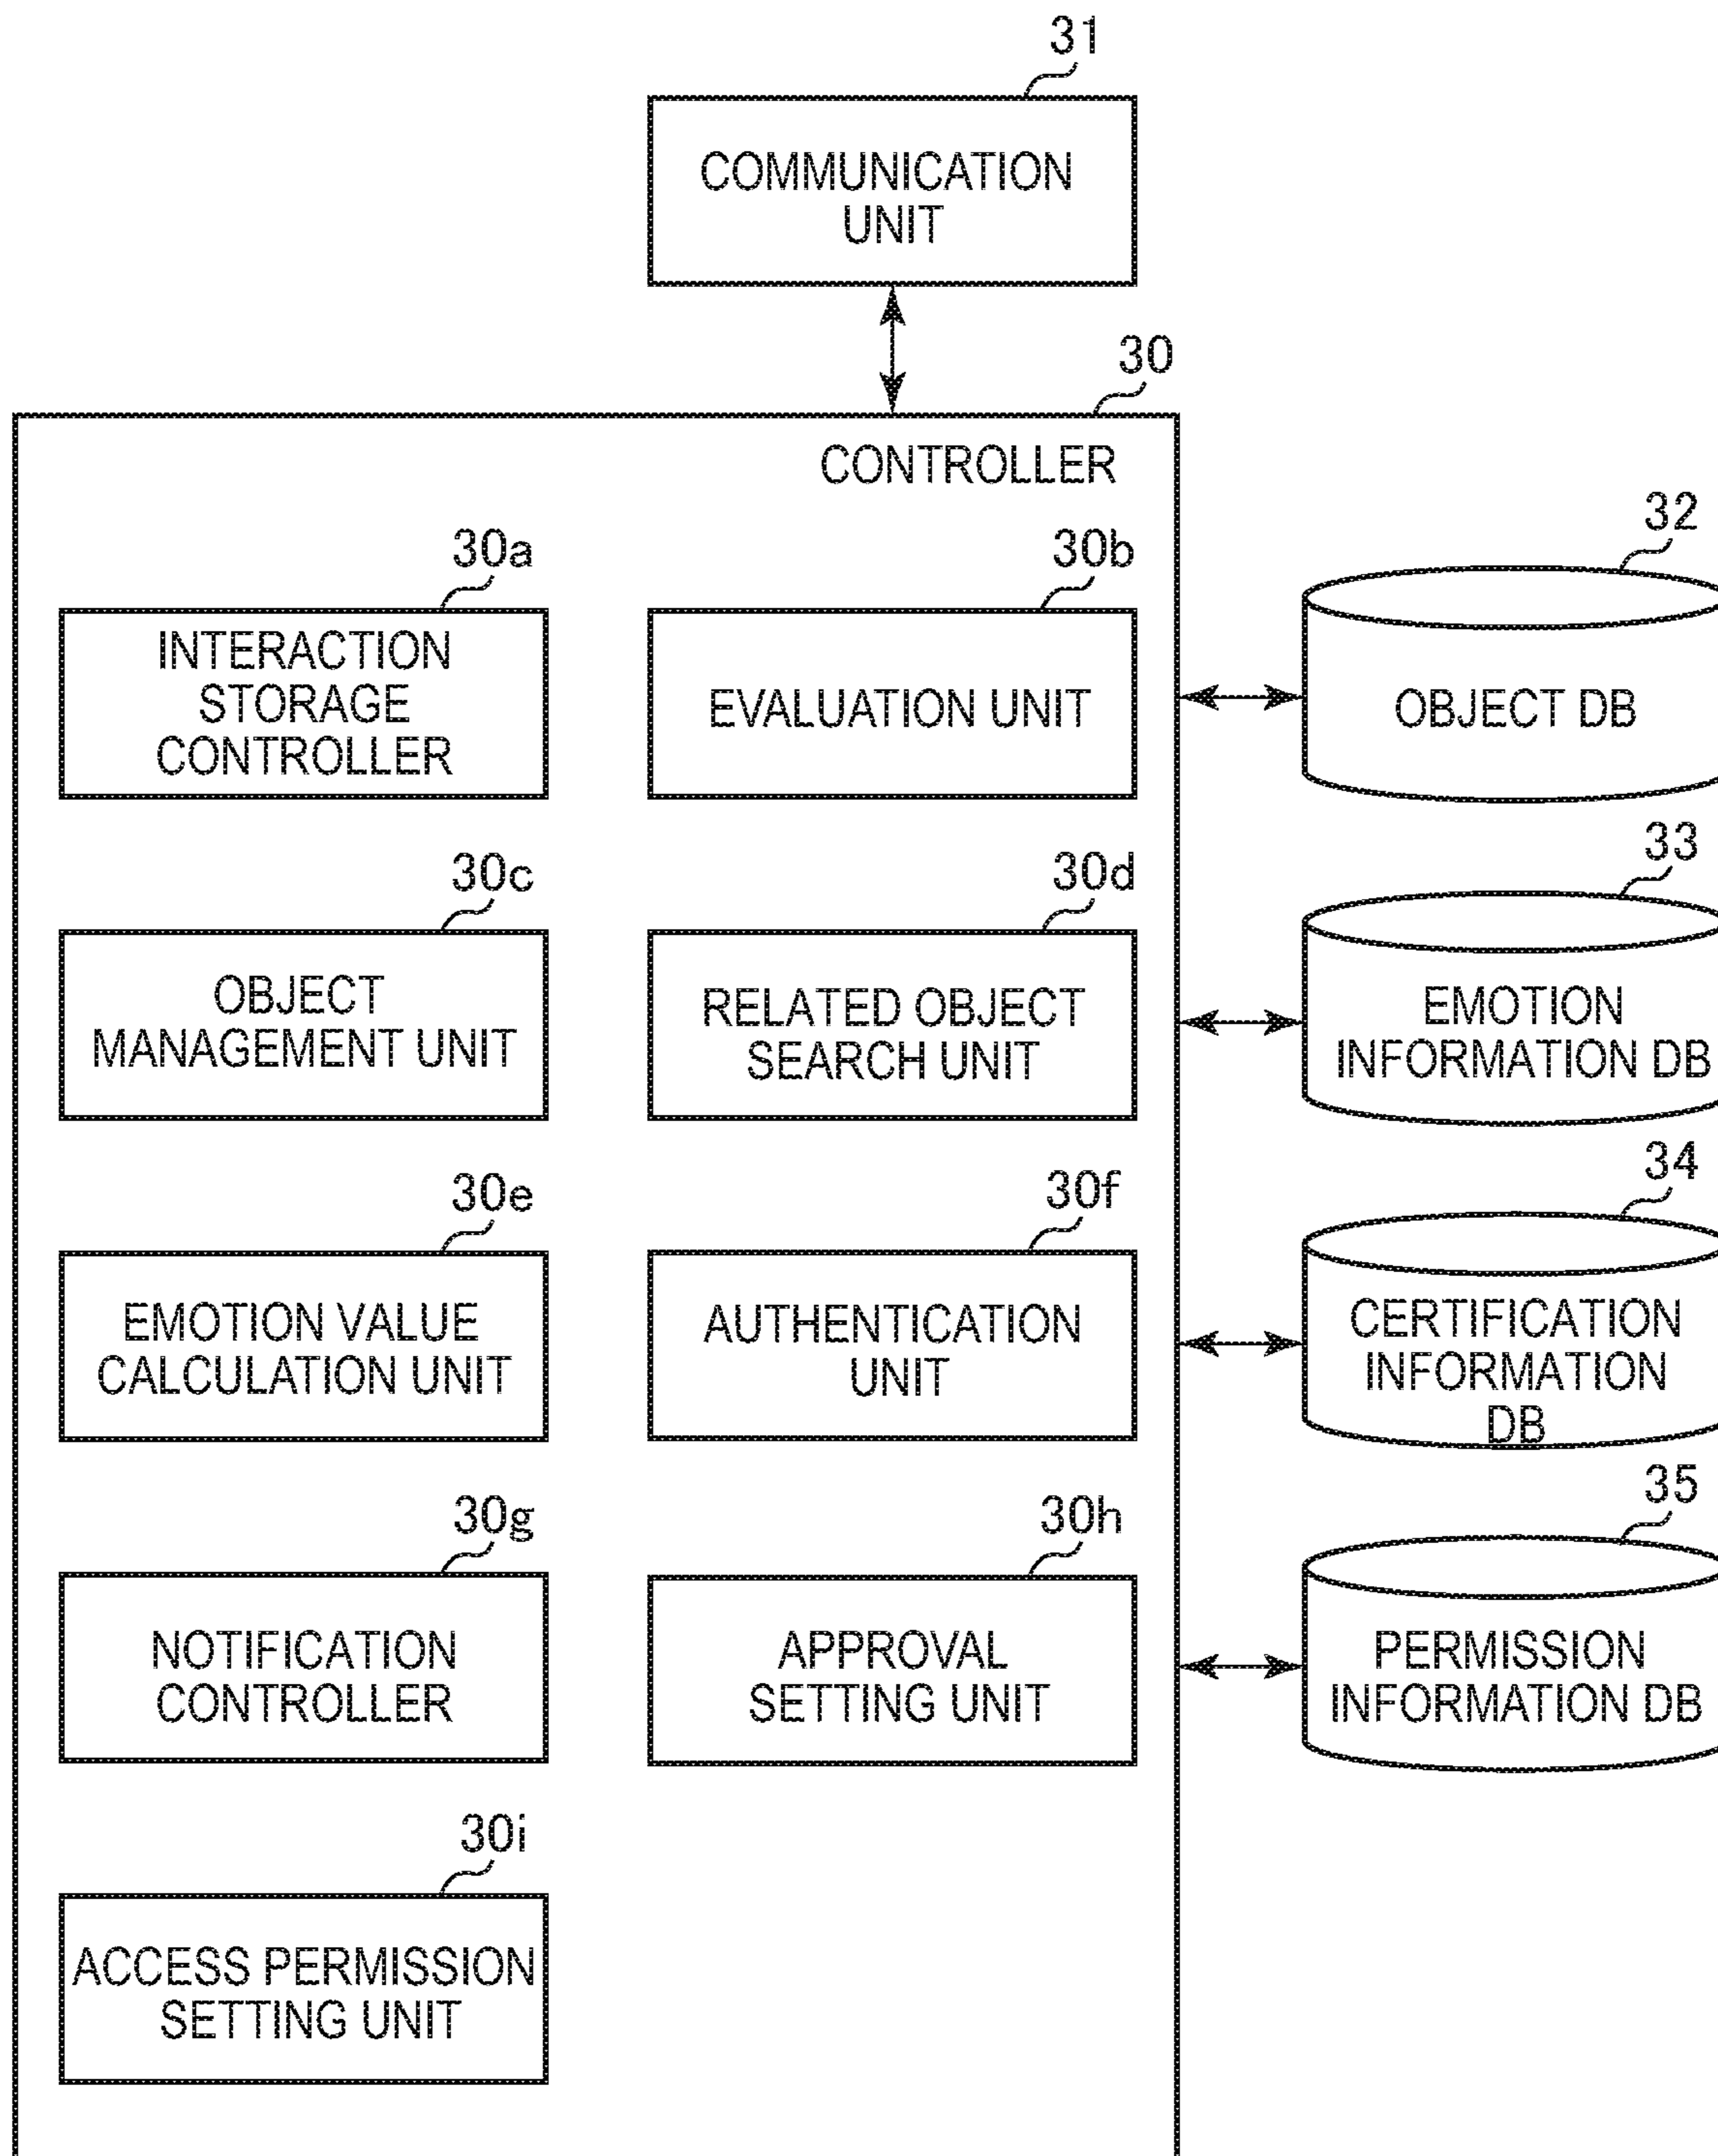 31
COMMUNICATION
UNIT
30
CONTROLLER
30a
INTERACTION
STORAGE
CONTROLLER
30b
EVALUATION UNIT
32
OBJECT DB
30c
OBJECT
MANAGEMENT UNIT
30d
RELATED OBJECT
SEARCH UNIT
33
EMOTION
INFORMATION DB
30e
EMOTION VALUE
CALCULATION UNIT
30f
AUTHENTICATION
UNIT
34
CERTIFICATION
INFORMATION
DB
30g
NOTIFICATION
CONTROLLER
30h
APPROVAL
SETTING UNIT
35
PERMISSION
INFORMATION DB
30i
ACCESS PERMISSION
SETTING UNIT